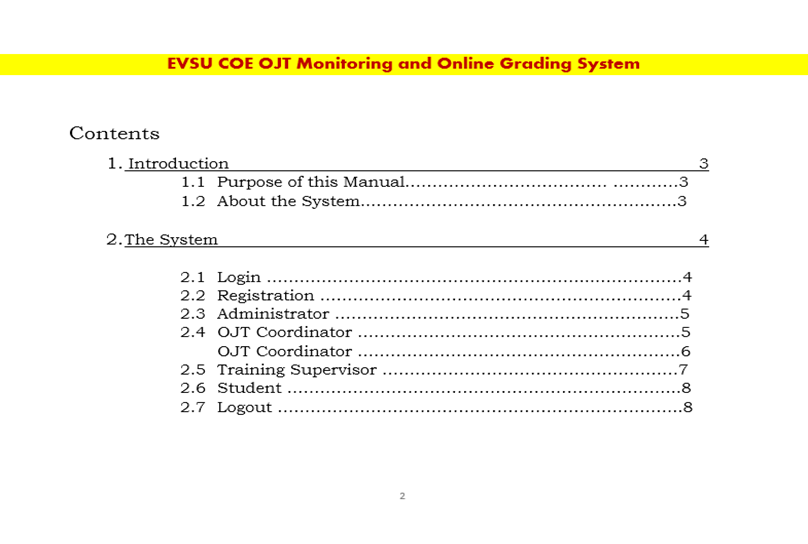 EVSU COE OJT Monitoring and Online Grading System
Contents
1. Introduction 3
1.1 Purpose of this Manual..................................... ............3
1.2 About the System..........................................................3
2.The System 4
2.1 Login ............................................................................4
2.2 Registration ..................................................................4
2.3 Administrator ...............................................................5
2.4 OJT Coordinator ...........................................................5
OJT Coordinator ...........................................................6
2.5 Training Supervisor ......................................................7
2.6 Student ........................................................................8
2.7 Logout ..........................................................................8
2